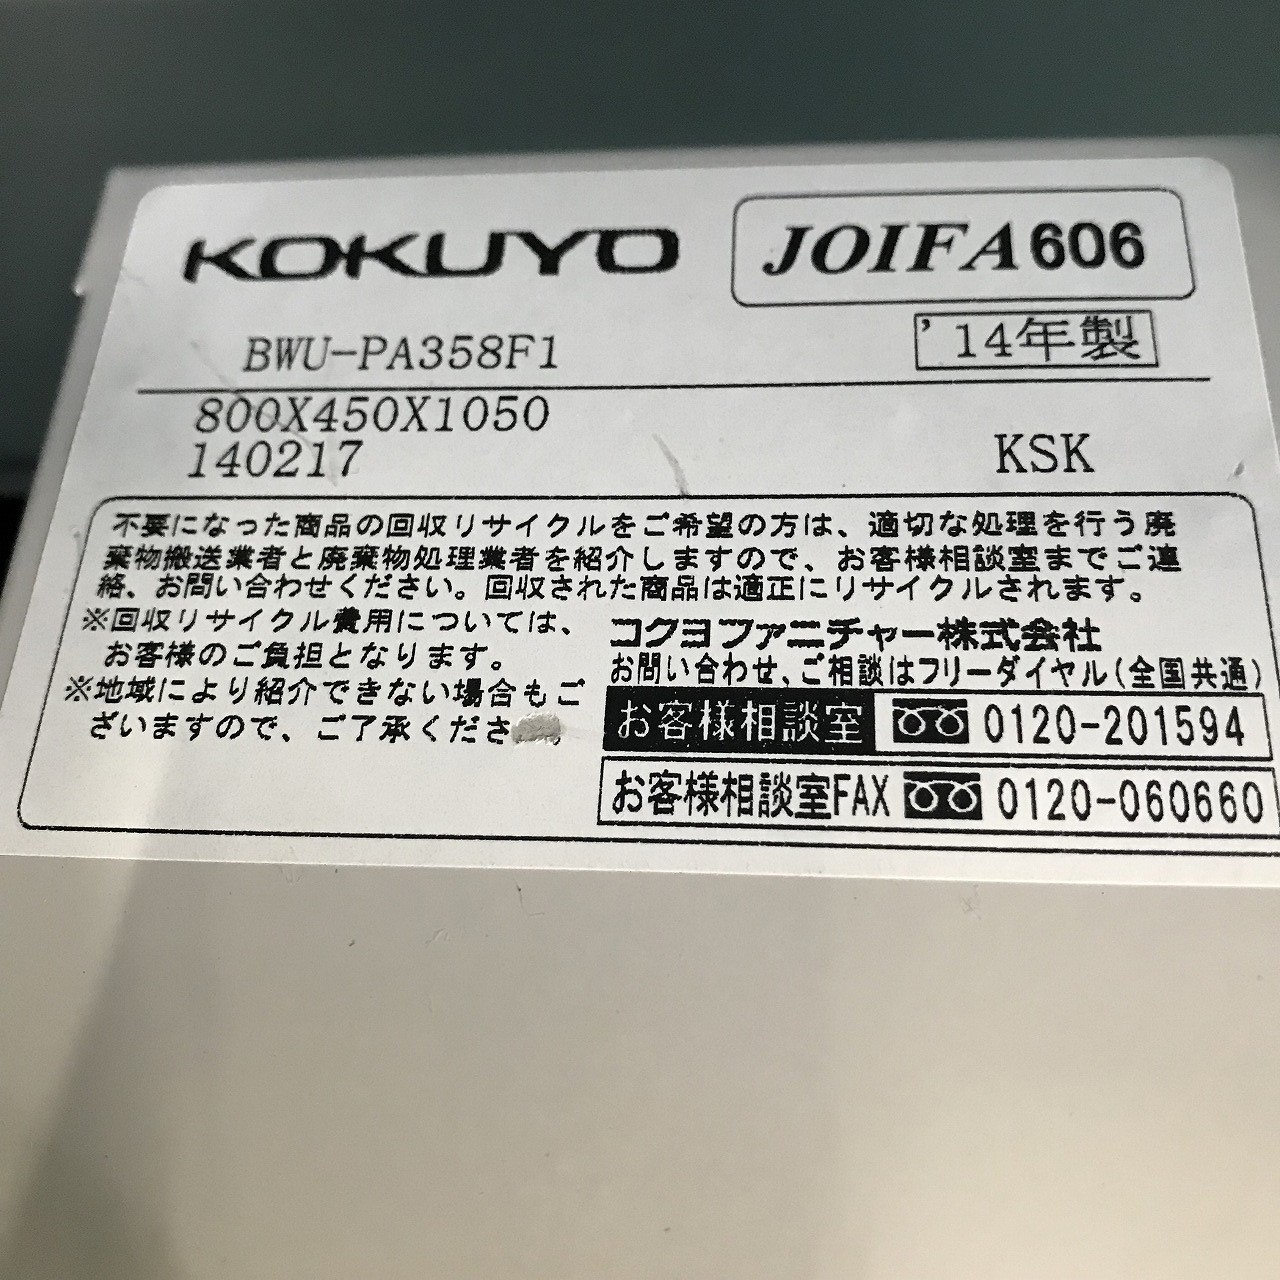 KOKUYO
JOIFA606
BWU-PA358F1
'14年製
800X450X1050
140217
KSK
不要になった商品の回収リサイクルをご希望の方は、適切な処理を行う廃
棄物搬送業者と廃棄物処理業者を紹介しますので、お客様相談室までご連
絡、お問い合わせください。回収された商品は適正にリサイクルされます。
※回収リサイクル費用については、
お客様のご負担となります。
※地域により紹介できない場合もご
ざいますので、ご了承くださ
コクヨファニチャー株式会社
お問い合わせ、ご相談はフリーダイヤル(全国共通)
お客様相談室 0120-201594
お客様相談室FAX 0120-060660